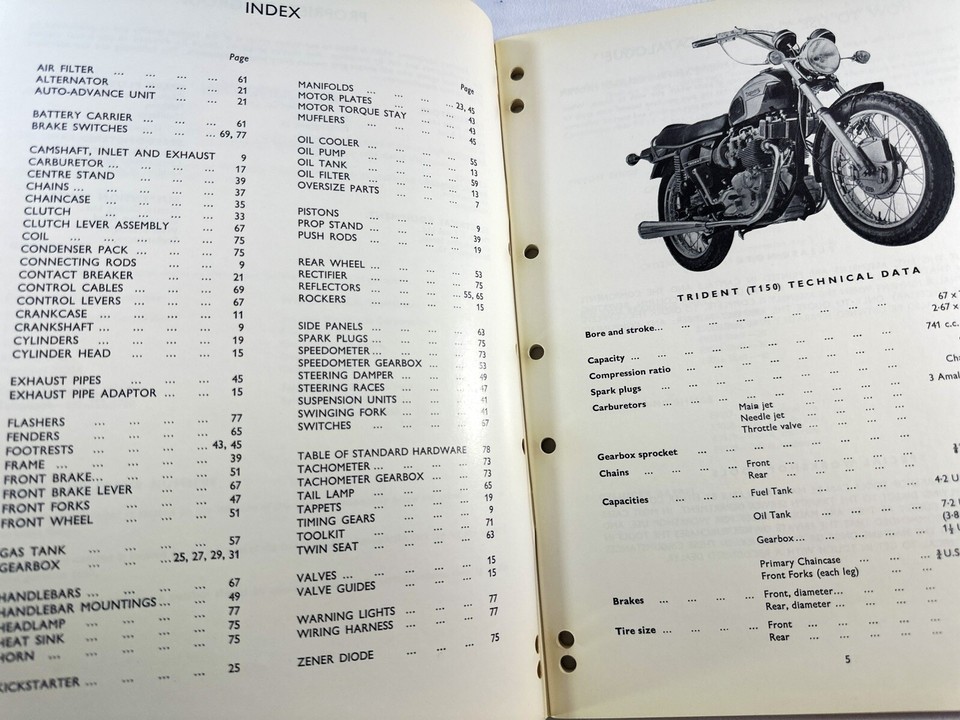 INDEX
Page
AIR FILTER ... ... ... ... 61
ALTERNATOR ... ... ... 21
AUTO-ADVANCE UNIT ... ... 21
BATTERY CARRIER ... ... ... 61
BRAKE SWITCHES ... ... ... 69, 77
CAMSHAFT, INLET AND EXHAUST 9
CARBURETOR ... ... ... ... 17
CENTRE STAND ... ... ... 39
CHAINS ... ... ... ... ... 37
CHAINCASE ... ... ... ... 35
CLUTCH ... ... ... ... 33
CLUTCH LEVER ASSEMBLY ... 67
COIL ... ... ... ... ... 75
CONDENSER PACK ... ... ... 75
CONNECTING RODS ... ... 9
CONTACT BREAKER ... ... 21
CONTROL CABLES ... ... ... 69
CONTROL LEVERS ... ... ... 67
CRANKCASE ... ... ... ... 11
CRANKSHAFT ... ... ... ... 9
CYLINDERS ... ... ... ... 19
CYLINDER HEAD ... ... ... 15
EXHAUST PIPES ... ... ... 45
EXHAUST PIPE ADAPTOR ... ... 15
FLASHERS ... ... ... ... 77
FENDERS ... ... ... ... 65
FOOTRESTS ... ... ... ... 43, 45
FRAME ... ... ... ... ... 39
FRONT BRAKE... ... ... ... 51
FRONT BRAKE LEVER ... ... 67
FRONT FORKS ... ... ... 47
FRONT WHEEL ... ... ... 51
GAS TANK ... ... ... ... 57
GEARBOX ... ... ... ...25, 27, 29, 31
HANDLEBARS ... ... ... ... 67
HANDLEBAR MOUNTINGS ... ... 49
HEADLAMP ... ... ... ... 77
HEAT SINK ... ... ... ... 75
HORN ... ... ... ... ... 75
KICKSTARTER ... ... ... ... 25
Page
MANIFOLDS ... ... ... ... 23, 45
MOTOR PLATES ... ... ... 43
MOTOR TORQUE STAY ... ... 43
MUFFLERS ... ... ... ... 45
OIL COOLER ... ... ... ... 55
OIL PUMP ... ... ... ... 13
OIL TANK ... ... ... ... 59
OIL FILTER ... ... ... ... 13
OVERSIZE PARTS ... ... ... 7
PISTONS ... ... ... ... 9
PROP STAND ... ... ... ... 39
PUSH RODS ... ... ... ... 19
REAR WHEEL ... ... ... ... 53
RECTIFIER ... ... ... ... 75
REFLECTORS ... ... ... ... 55, 65
ROCKERS ... ... ... ... 15
SIDE PANELS ... ... ... ... 63
SPARK PLUGS ... ... ... ... 75
SPEEDOMETER ... ... ... ... 73
SPEEDOMETER GEARBOX ... ... 53
STEERING DAMPER ... ... ... 49
STEERING RACES ... ... ... 47
SUSPENSION UNITS ... ... ... 41
SWINGING FORK ... ... ... 41
SWITCHES ... ... ... ... 67
TABLE OF STANDARD HARDWARE 78
TACHOMETER ... ... ... ... 73
TACHOMETER GEARBOX ... ... 73
TAIL LAMP ... ... ... ... 65
TAPPETS ... ... ... ... 19
TIMING GEARS ... ... ... 9
TOOLKIT ... ... ... ... 71
TWIN SEAT ... ... ... ... 63
VALVES ... ... ... ... ... 15
VALVE GUIDES ... ... ... 15
WARNING LIGHTS ... ... ... 77
WIRING HARNESS ... ... ... 77
ZENER DIODE ... ... ... 75
TRIDENT (T150) TECHNICAL DATA
Bore and stroke... ... ... ... ... ... 67 x
2·67 x
Capacity ... ... ... ... ... ... 741 c.c.
Compression ratio ... ... ... ... ...
Spark plugs ... ... ... ... ... ...
Carburetors ... ... ... 3 Amal
Main jet ... ... ...
Needle jet ... ... ...
Throttle valve ... ... ...
Gearbox sprocket ... ... ... ... ...
Chains ... ... ... Front ... ... ...
Rear ... ... ...
Capacities ... ... ... Fuel Tank ... ... ... 4·2 U
Oil Tank ... ... ... 7·2
(3·8
Gearbox... ... ... 1½
Primary Chaincase ... ... ¾ U.S
Front Forks (each leg) ... ...
Brakes ... ... ... Front, diameter... ... ...
Rear, diameter ... ... ...
Tire size ... ... ... Front ... ... ... ...
Rear ... ... ... ...
5